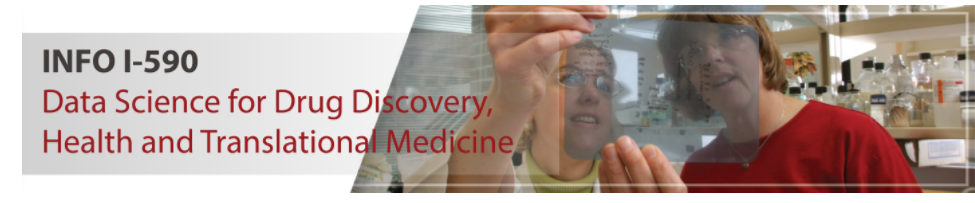 INFO I-590
Data Science for Drug Discovery,
Health and Translational Medicine